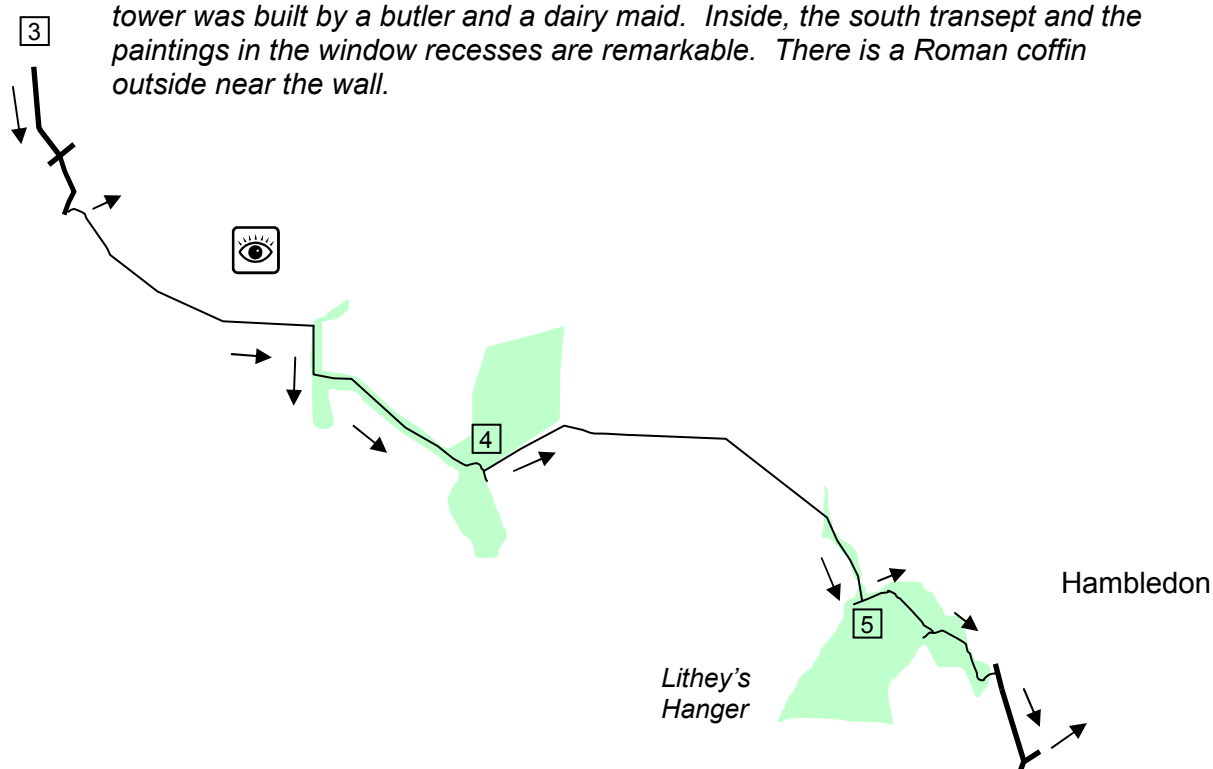 tower was built by a butler and a dairy maid.  Inside, the south transept and the
3
paintings in the window recesses are remarkable.  There is a Roman coffin
outside near the wall.
4
5
Hambledon
Lithey’s
Hanger